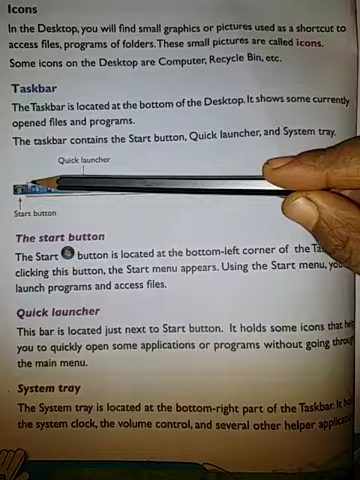 Icons
In the Desktop, you will find small graphics or pictures used as a shortcut to
access files, programs of folders. These small pictures are called icons.
Some icons on the Desktop are Computer, Recycle Bin, etc.
Taskbar
The Taskbar is located at the bottom of the Desktop. It shows some currently
opened files and programs.
The taskbar contains the Start button, Quick launcher, and System tray.
Quick launcher
Start button
The start button
The Start button is located at the bottom-left corner of the
clicking this button, the Start menu appears. Using the Start menu,
launch programs and access files.
Quick launcher
This bar is located just next to Start button. It holds some icons that
you to quickly open some applications or programs without going
the main menu.
System tray
The System tray is located at the bottom-right part of the Taskbar. It
the system clock, the volume control, and several other helper